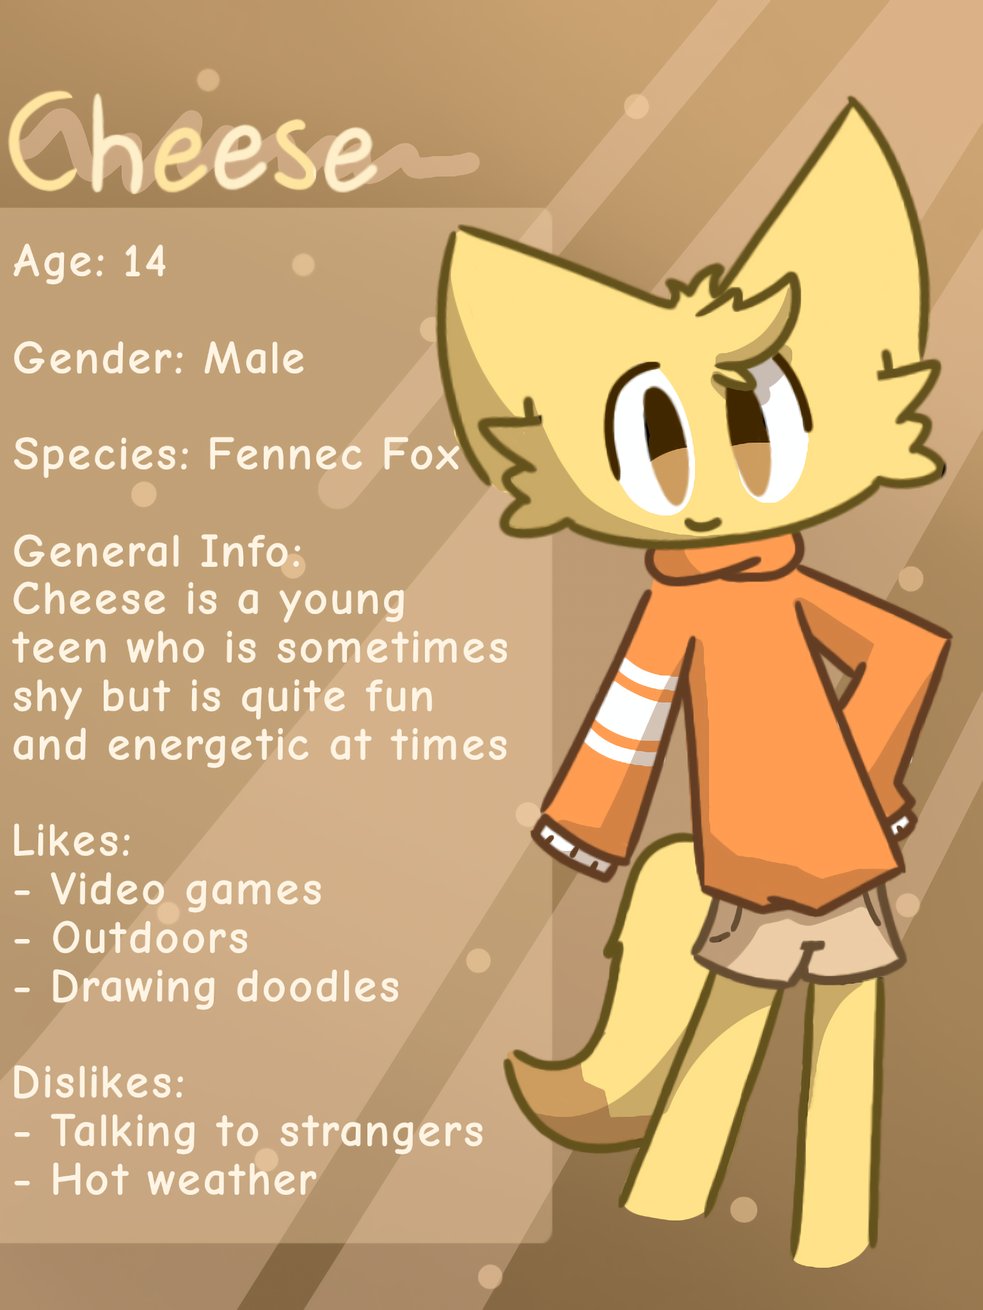 Cheese
Age: 14
Gender: Male
Species: Fennec Fox
General Info:
Cheese is a young
teen who is sometimes
shy but is quite fun
and energetic at times
Likes:
- Video games
- Outdoors
- Drawing doodles
Dislikes:
- Talking to strangers
- Hot weather